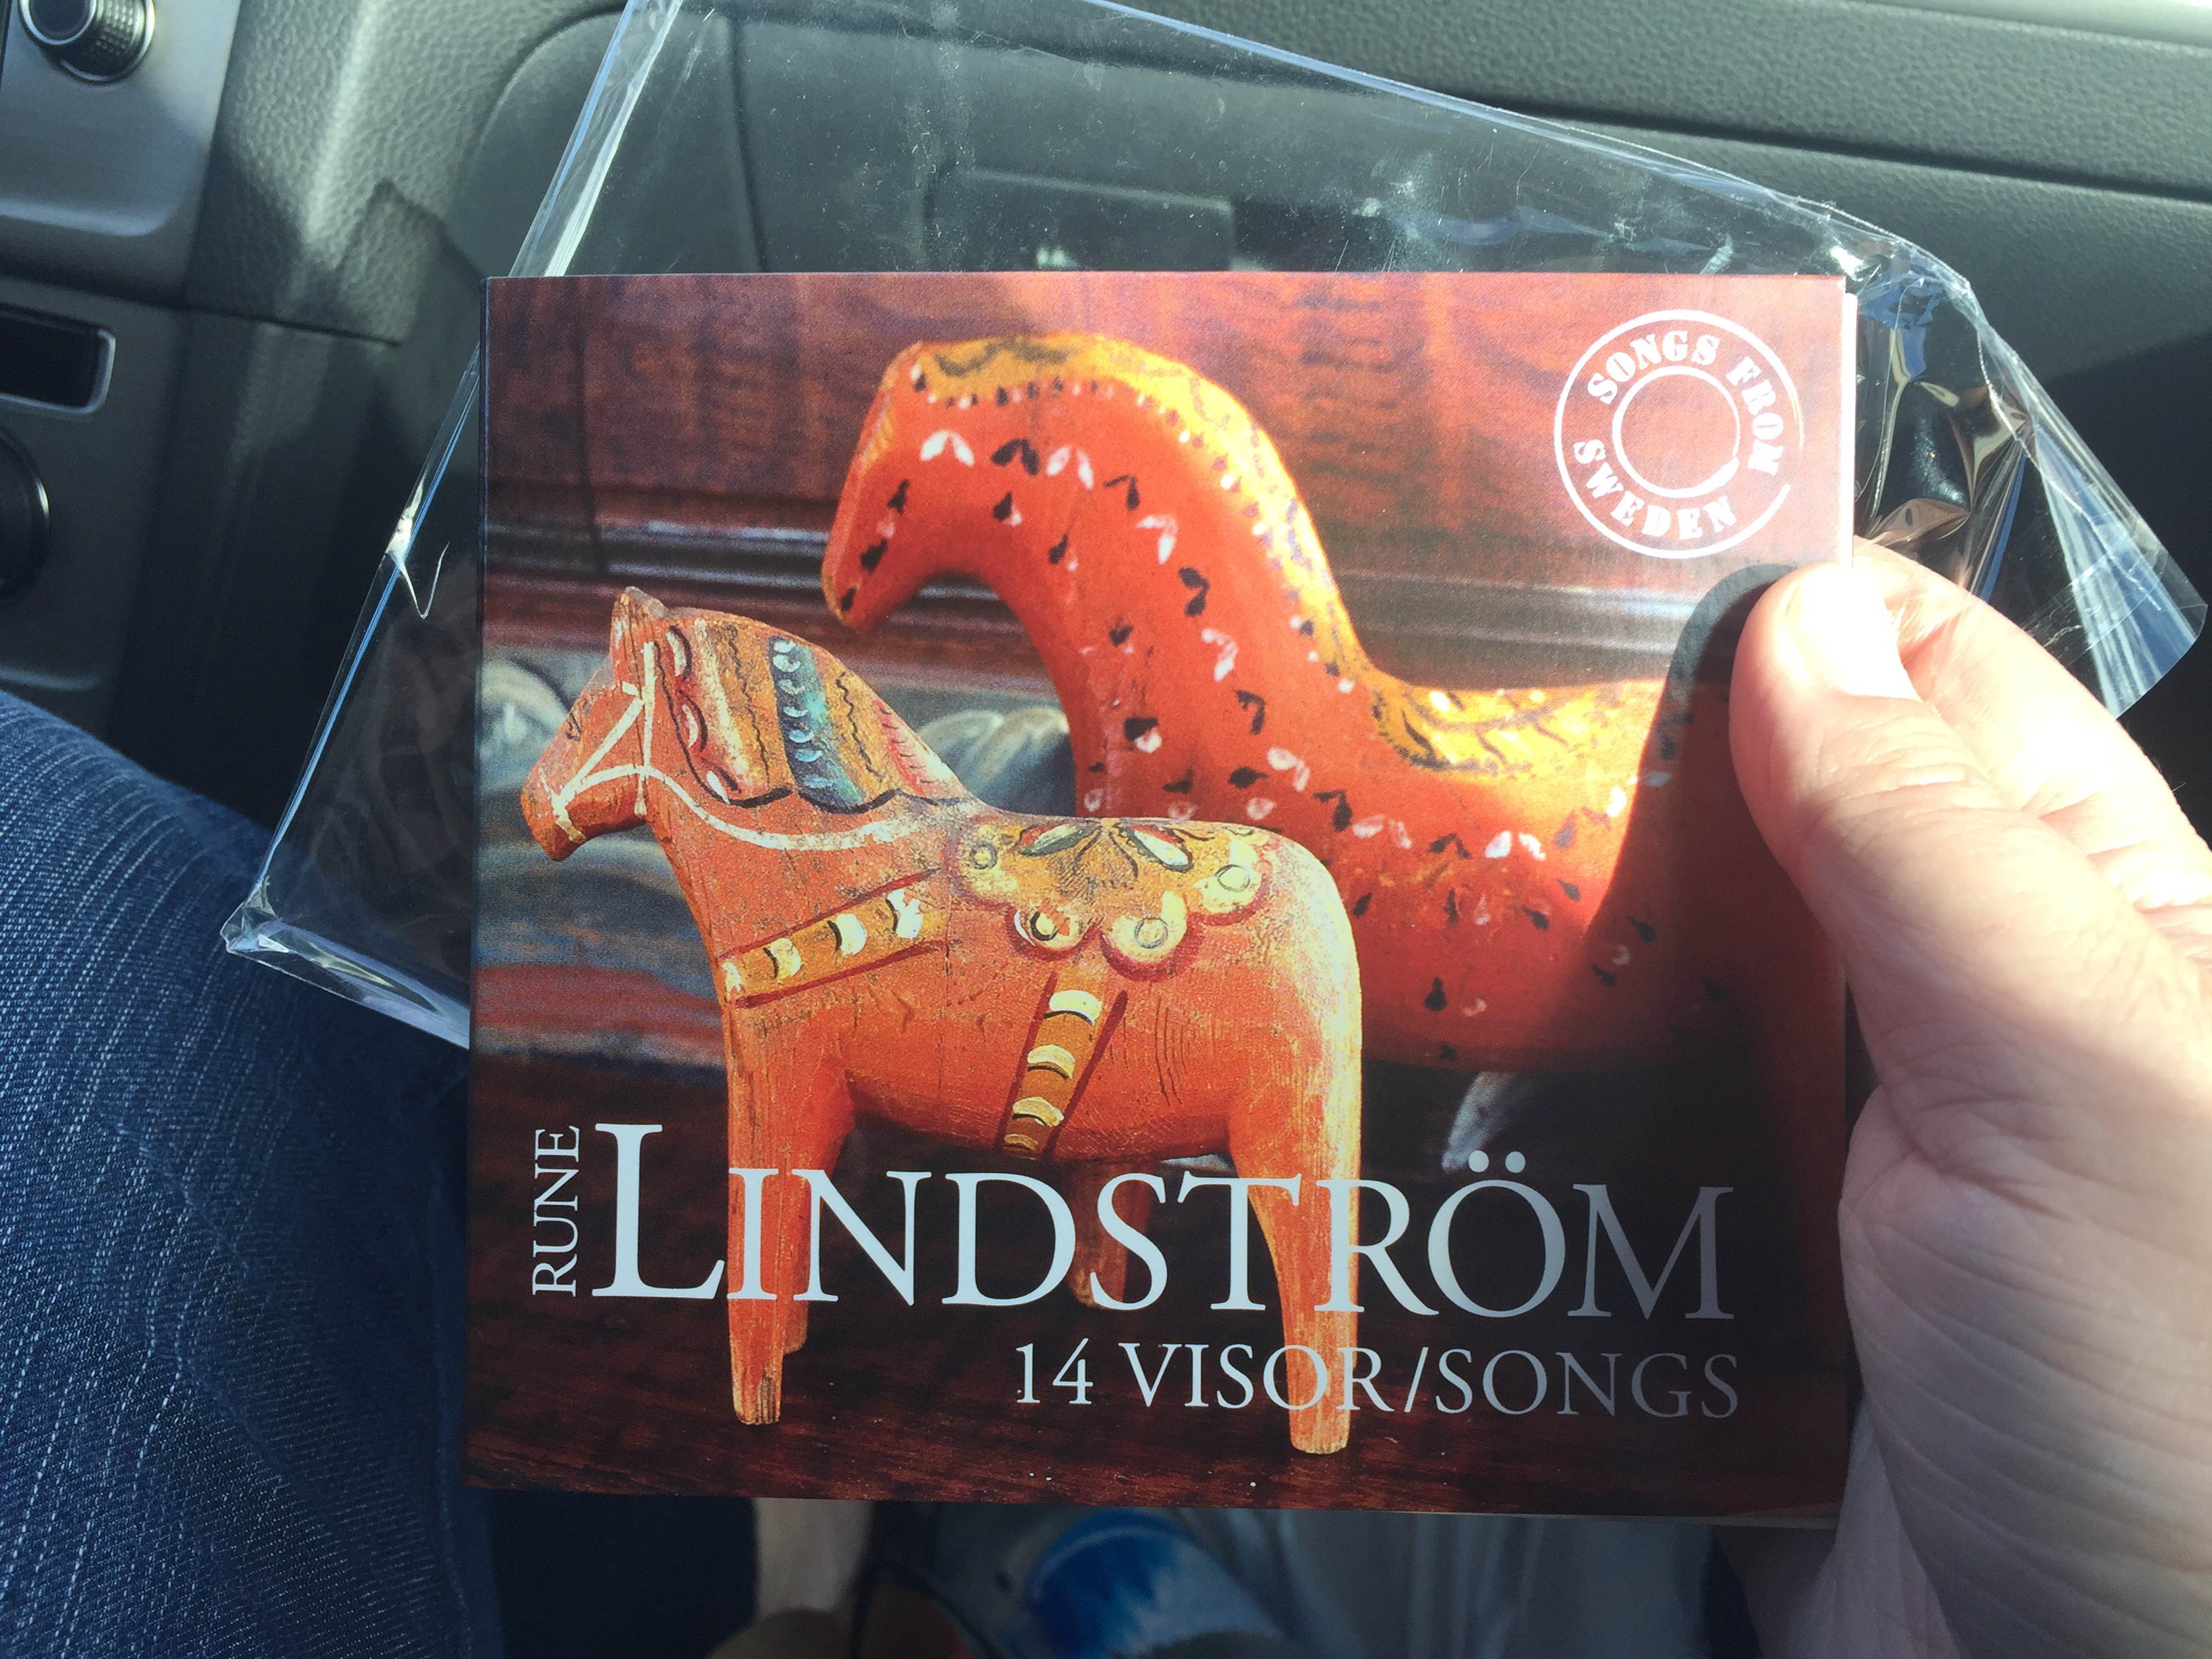 SONGS FROM
SWEDEN
RUNE
LINDSTRÖM
14 VISOR/SONGS